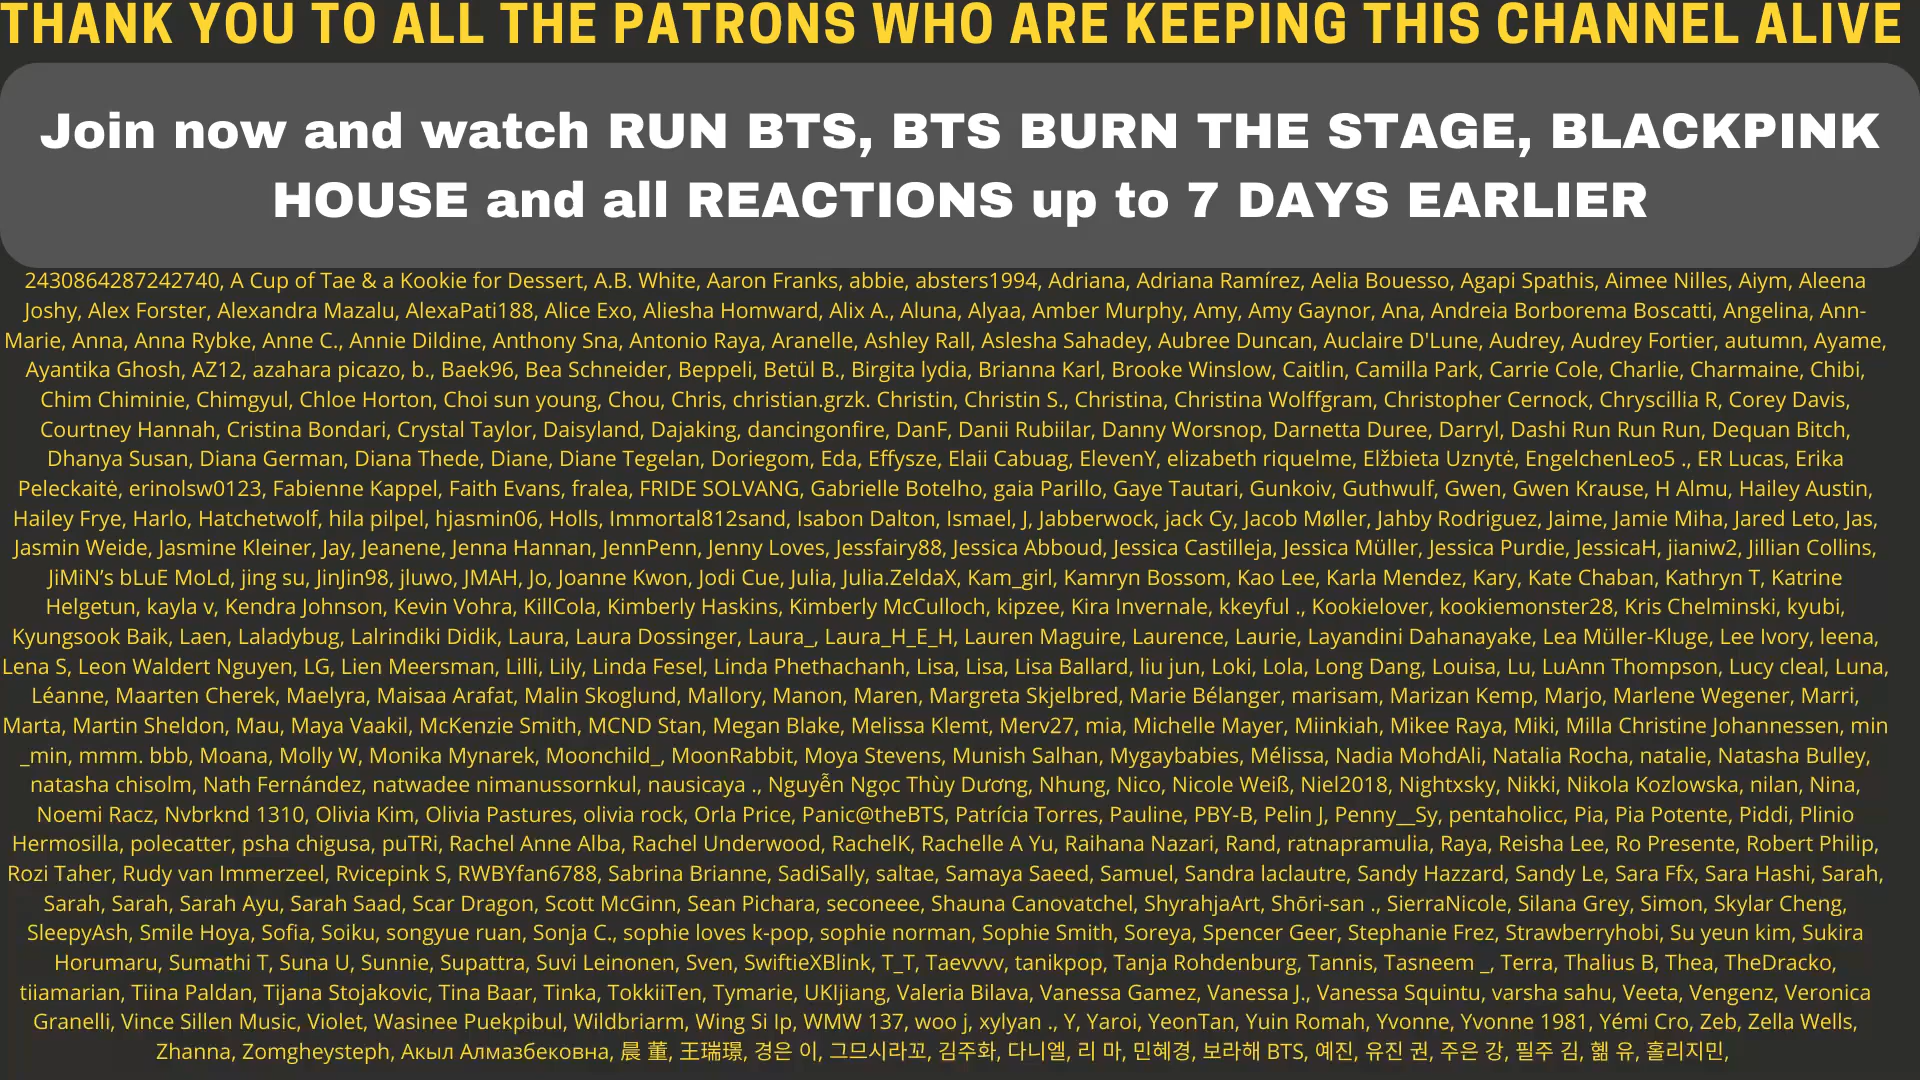 THANK YOU TO ALL THE PATRONS WHO ARE KEEPING THIS CHANNEL ALIVE
Join now and watch RUN BTS, BTS BURN THE STAGE, BLACKPINK
HOUSE and all REACTIONS up to 7 DAYS EARLIER
2430864287242740, A Cup of Tae & a Kookie for Dessert, A.B. White, Aaron Franks, abbie, absters1994, Adriana, Adriana Ramírez, Aelia Bouesso, Agapi Spathis, Aimee Nilles, Aiym, Aleena
Joshy, Alex Forster, Alexandra Mazalu, AlexaPati188, Alice Exo, Aliesha Homward, Alix A., Aluna, Alyaa, Amber Murphy, Amy, Amy Gaynor, Ana, Andreia Borborema Boscatti, Angelina, Ann-
Marie, Anna, Anna Rybke, Anne C., Annie Dildine, Anthony Sna, Antonio Raya, Aranelle, Ashley Rall, Aslesha Sahadey, Aubree Duncan, Auclaire D'Lune, Audrey, Audrey Fortier, autumn, Ayame,
Ayantika Ghosh, AZ12, azahara picazo, b., Baek96, Bea Schneider, Beppeli, Betül B., Birgita lydia, Brianna Karl, Brooke Winslow, Caitlin, Camilla Park, Carrie Cole, Charlie, Charmaine, Chibi,
Chim Chiminie, Chimgyul, Chloe Horton, Choi sun young, Chou, Chris, christian.grzk. Christin, Christin S., Christina, Christina Wolffgram, Christopher Cernock, Chryscillia R, Corey Davis,
Courtney Hannah, Cristina Bondari, Crystal Taylor, Daisyland, Dajaking, dancingonfire, DanF, Danii Rubiilar, Danny Worsnop, Darnetta Duree, Darryl, Dashi Run Run Run, Dequan Bitch,
Dhanya Susan, Diana German, Diana Thede, Diane, Diane Tegelan, Doriegom, Eda, Effysze, Elaii Cabuag, ElevenY, elizabeth riquelme, Elžbieta Uznytė, EngelchenLeo5 ., ER Lucas, Erika
Peleckaitė, erinolsw0123, Fabienne Kappel, Faith Evans, fralea, FRIDE SOLVANG, Gabrielle Botelho, gaia Parillo, Gaye Tautari, Gunkoiv, Guthwulf, Gwen, Gwen Krause, H Almu, Hailey Austin,
Hailey Frye, Harlo, Hatchetwolf, hila pilpel, hjasmin06, Holls, Immortal812sand, Isabon Dalton, Ismael, J, Jabberwock, jack Cy, Jacob Møller, Jahby Rodriguez, Jaime, Jamie Miha, Jared Leto, Jas,
Jasmin Weide, Jasmine Kleiner, Jay, Jeanene, Jenna Hannan, JennPenn, Jenny Loves, Jessfairy88, Jessica Abboud, Jessica Castilleja, Jessica Müller, Jessica Purdie, JessicaH, jianiw2, Jillian Collins,
JiMiN’s bLuE MoLd, jing su, JinJin98, jluwo, JMAH, Jo, Joanne Kwon, Jodi Cue, Julia, Julia.ZeldaX, Kam_girl, Kamryn Bossom, Kao Lee, Karla Mendez, Kary, Kate Chaban, Kathryn T, Katrine
Helgetun, kayla v, Kendra Johnson, Kevin Vohra, KillCola, Kimberly Haskins, Kimberly McCulloch, kipzee, Kira Invernale, kkeyful ., Kookielover, kookiemonster28, Kris Chelminski, kyubi,
Kyungsook Baik, Laen, Laladybug, Lalrindiki Didik, Laura, Laura Dossinger, Laura_, Laura_H_E_H, Lauren Maguire, Laurence, Laurie, Layandini Dahanayake, Lea Müller-Kluge, Lee Ivory, leena,
Lena S, Leon Waldert Nguyen, LG, Lien Meersman, Lilli, Lily, Linda Fesel, Linda Phethachanh, Lisa, Lisa, Lisa Ballard, liu jun, Loki, Lola, Long Dang, Louisa, Lu, LuAnn Thompson, Lucy cleal, Luna,
Léanne, Maarten Cherek, Maelyra, Maisaa Arafat, Malin Skoglund, Mallory, Manon, Maren, Margreta Skjelbred, Marie Bélanger, marisam, Marizan Kemp, Marjo, Marlene Wegener, Marri,
Marta, Martin Sheldon, Mau, Maya Vaakil, McKenzie Smith, MCND Stan, Megan Blake, Melissa Klemt, Merv27, mia, Michelle Mayer, Miinkiah, Mikee Raya, Miki, Milla Christine Johannessen, min
_min, mmm. bbb, Moana, Molly W, Monika Mynarek, Moonchild_, MoonRabbit, Moya Stevens, Munish Salhan, Mygaybabies, Mélissa, Nadia MohdAli, Natalia Rocha, natalie, Natasha Bulley,
natasha chisolm, Nath Fernández, natwadee nimanussornkul, nausicaya ., Nguyễn Ngọc Thùy Dương, Nhung, Nico, Nicole Weiß, Niel2018, Nightxsky, Nikki, Nikola Kozlowska, nilan, Nina,
Noemi Racz, Nvbrknd 1310, Olivia Kim, Olivia Pastures, olivia rock, Orla Price, Panic@theBTS, Patrícia Torres, Pauline, PBY-B, Pelin J, Penny__Sy, pentaholicc, Pia, Pia Potente, Piddi, Plinio
Hermosilla, polecatter, psha chigusa, puTRi, Rachel Anne Alba, Rachel Underwood, RachelK, Rachelle A Yu, Raihana Nazari, Rand, ratnapramulia, Raya, Reisha Lee, Ro Presente, Robert Philip,
Rozi Taher, Rudy van Immerzeel, Rvicepink S, RWBYfan6788, Sabrina Brianne, SadiSally, saltae, Samaya Saeed, Samuel, Sandra laclautre, Sandy Hazzard, Sandy Le, Sara Ffx, Sara Hashi, Sarah,
Sarah, Sarah, Sarah Ayu, Sarah Saad, Scar Dragon, Scott McGinn, Sean Pichara, seconeee, Shauna Canovatchel, ShyrahjaArt, Shōri-san ., SierraNicole, Silana Grey, Simon, Skylar Cheng,
SleepyAsh, Smile Hoya, Sofia, Soiku, songyue ruan, Sonja C., sophie loves k-pop, sophie norman, Sophie Smith, Soreya, Spencer Geer, Stephanie Frez, Strawberryhobi, Su yeun kim, Sukira
Horumaru, Sumathi T, Suna U, Sunnie, Supattra, Suvi Leinonen, Sven, SwiftieXBlink, T_T, Taevvvv, tanikpop, Tanja Rohdenburg, Tannis, Tasneem _, Terra, Thalius B, Thea, TheDracko,
tiiamarian, Tiina Paldan, Tijana Stojakovic, Tina Baar, Tinka, TokkiiTen, Tymarie, UKIjiang, Valeria Bilava, Vanessa Gamez, Vanessa J., Vanessa Squintu, varsha sahu, Veeta, Vengenz, Veronica
Granelli, Vince Sillen Music, Violet, Wasinee Puekpibul, Wildbriarm, Wing Si Ip, WMW 137, woo j, xylyan ., Y, Yaroi, YeonTan, Yuin Romah, Yvonne, Yvonne 1981, Yémi Cro, Zeb, Zella Wells,
Zhanna, Zomgheysteph, Акыл Алмазбековна, 晨 董, 王瑞璟, 경은 이, 그므시라꼬, 김주화, 다니엘, 리 마, 민혜경, 보라해 BTS, 예진, 유진 권, 주은 강, 필주 김, 헮 유, 홀리지민,